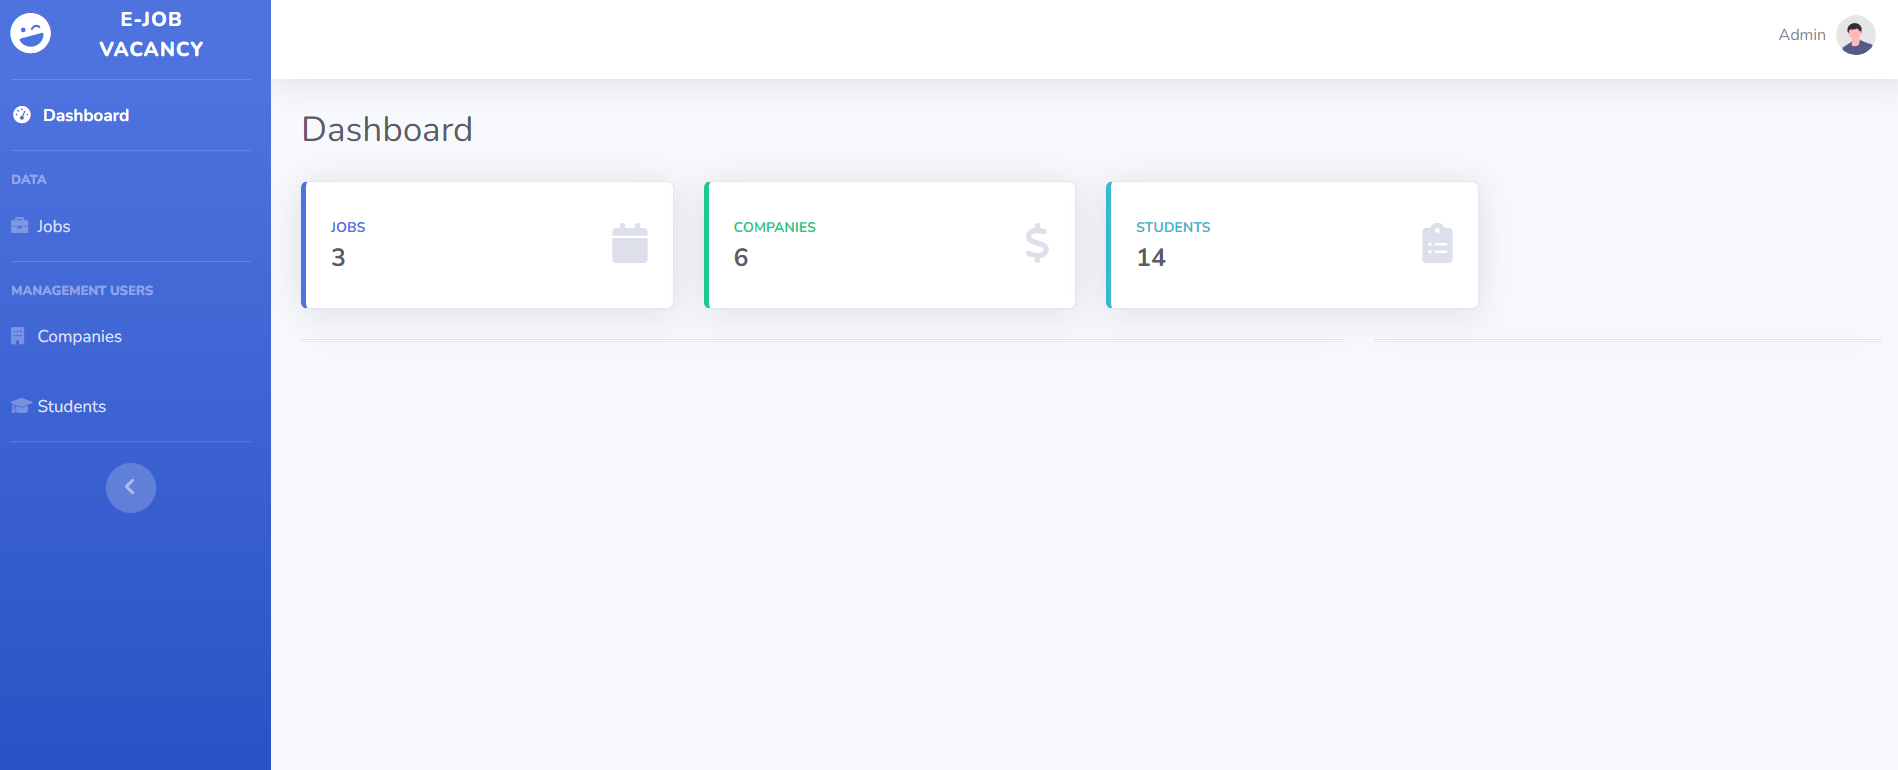 E-JOB
VACANCY
Admin
Dashboard
DATA
Jobs
MANAGEMENT USERS
Companies
Students
Dashboard
JOBS
3
COMPANIES
6
STUDENTS
14